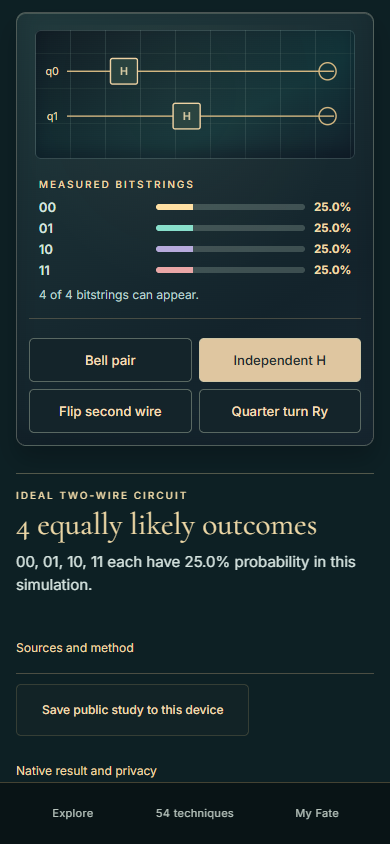 q0 H
q1 H
MEASURED BITSTRINGS
00 25.0%
01 25.0%
10 25.0%
11 25.0%
4 of 4 bitstrings can appear.
Bell pair Independent H
Flip second wire Quarter turn Ry
IDEAL TWO-WIRE CIRCUIT
4 equally likely outcomes
00, 01, 10, 11 each have 25.0% probability in this
simulation.
Sources and method
Save public study to this device
Native result and privacy
Explore 54 techniques My Fate